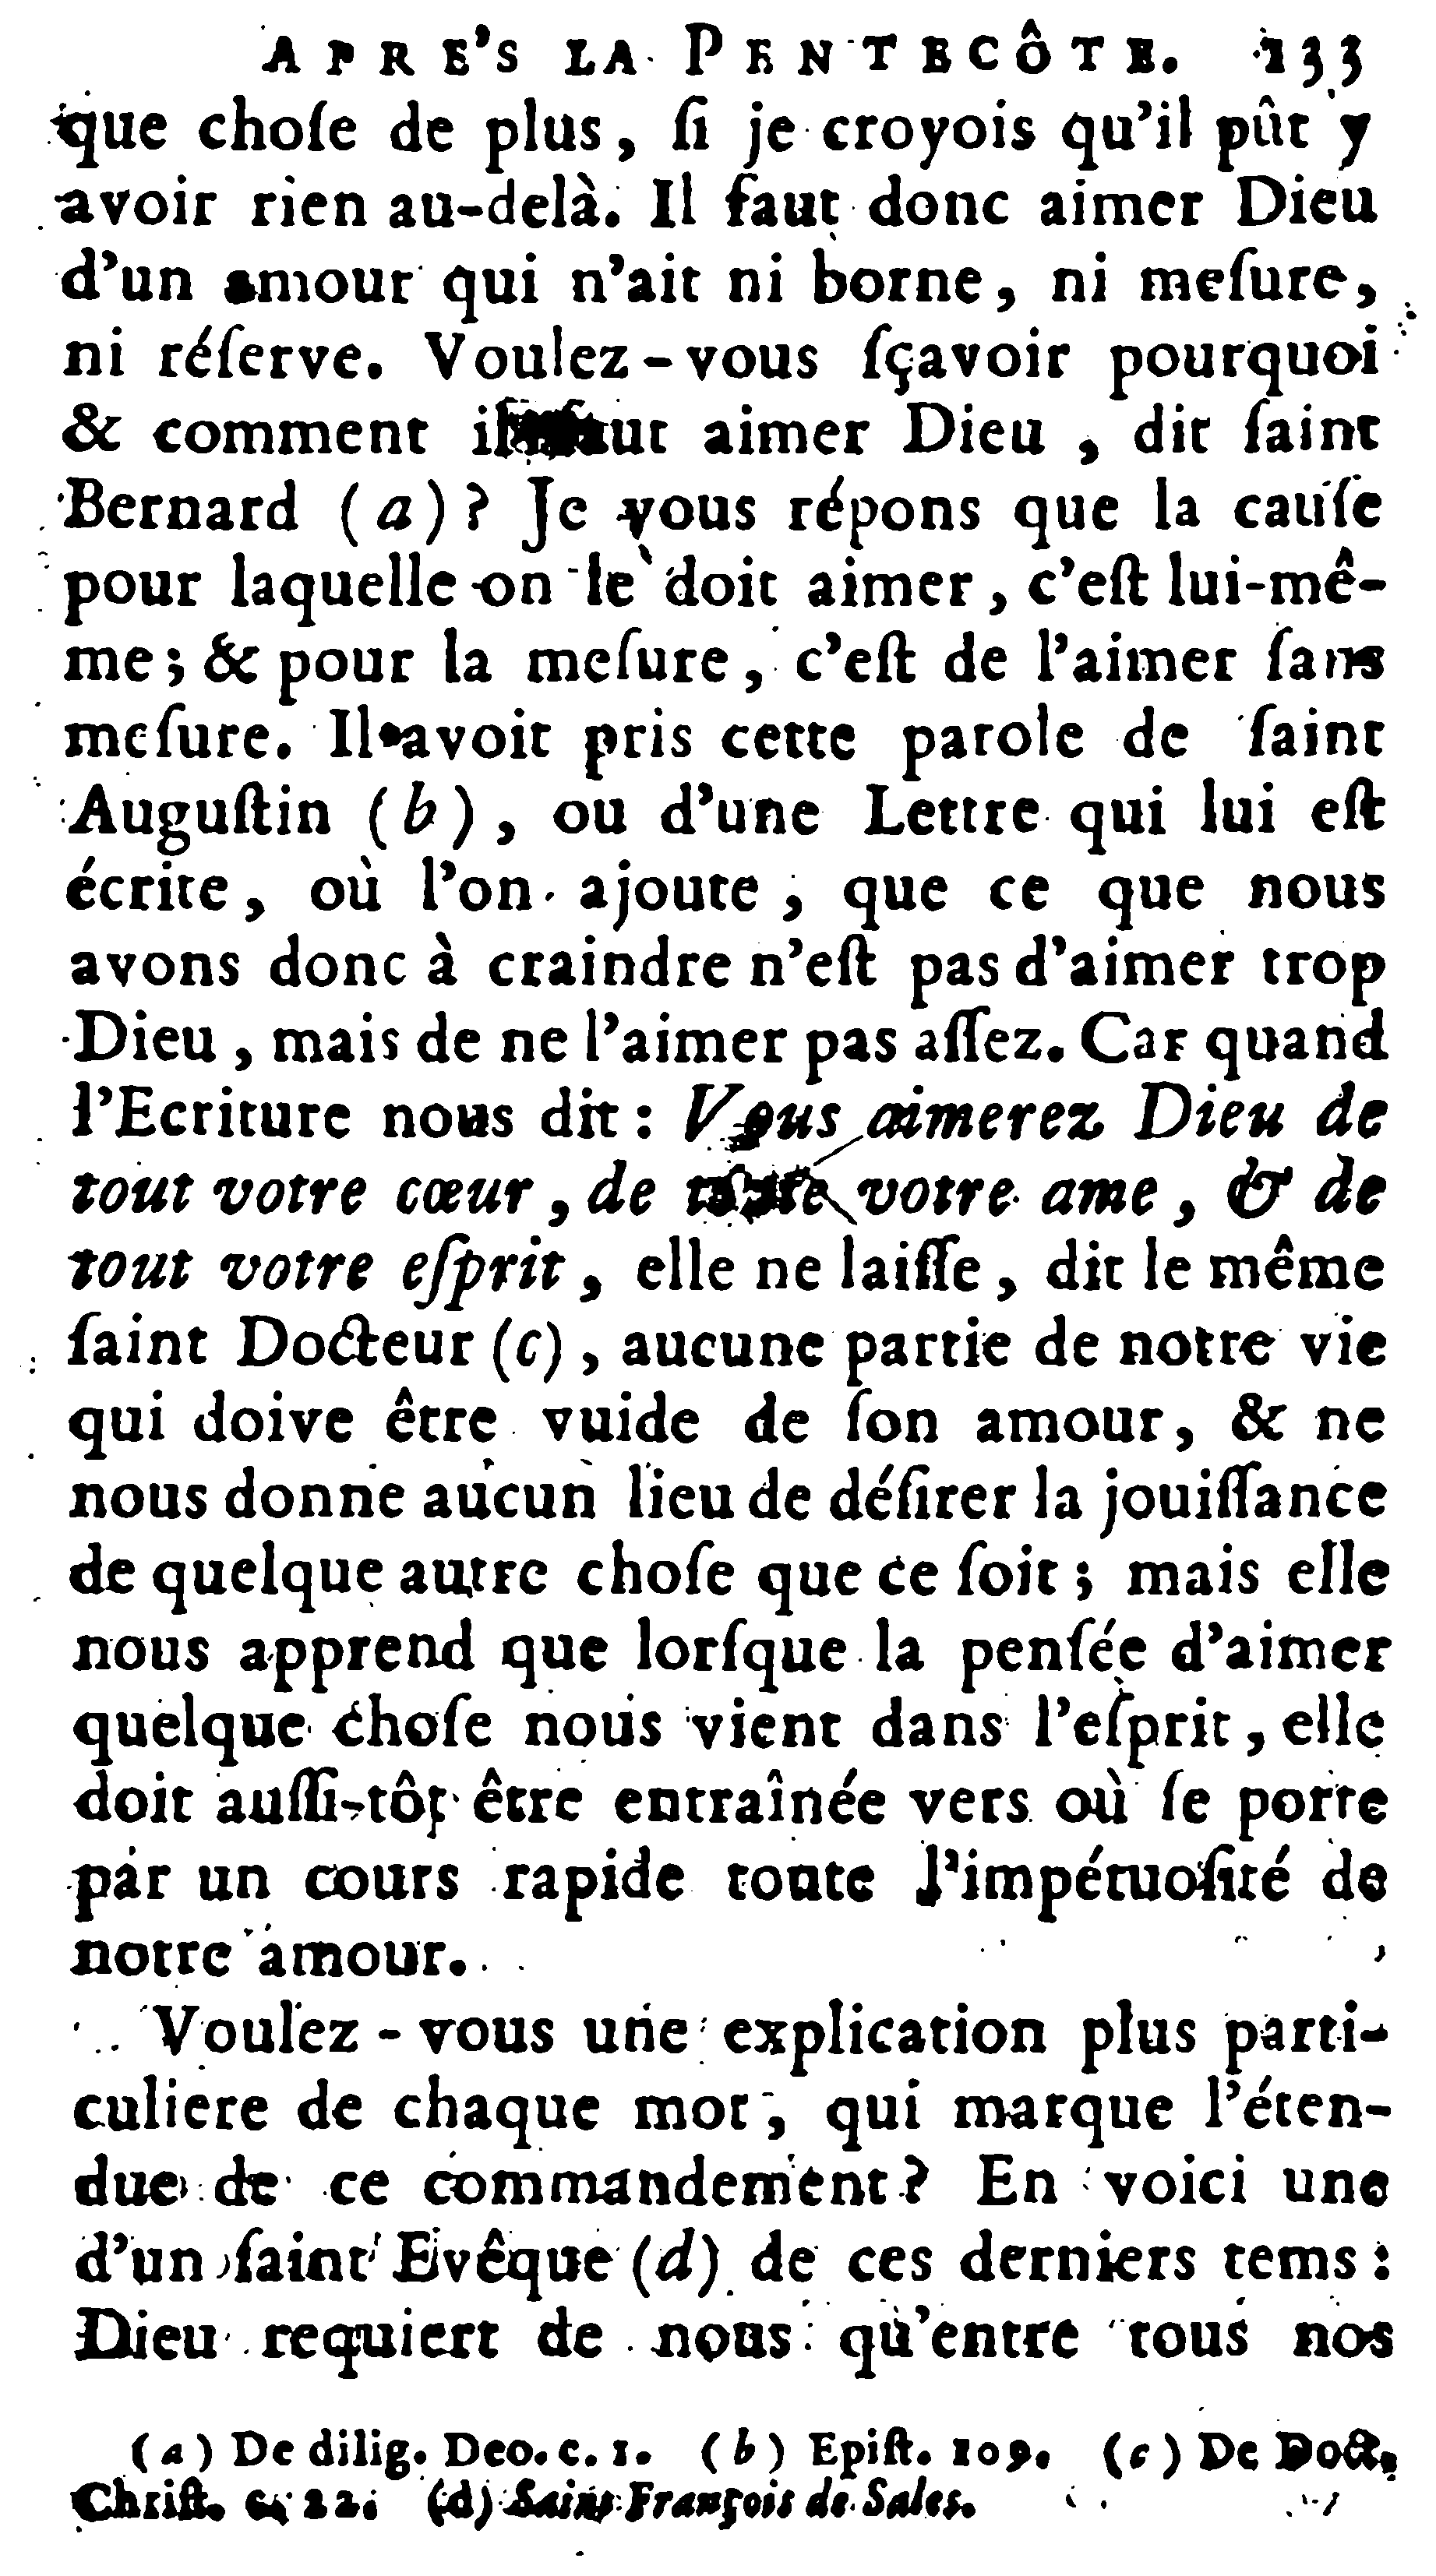 APRE'S LA PENTECÔTE. 133
que choſe de plus, ſi je croyois qu'il pût y
avoir rien au-delà. Il faut donc aimer Dieu
d'un amour qui n'ait ni borne, ni meſure,
ni réſerve. Voulez-vous ſçavoir pourquoi
& comment il faut aimer Dieu, dit ſaint
Bernard (a)? Je vous répons que la cauſe
pour laquelle on le doit aimer, c'eſt lui-mê-
me; & pour la meſure, c'eſt de l'aimer ſans
meſure. Il avoit pris cette parole de ſaint
Auguſtin (b), ou d'une Lettre qui lui eſt
écrite, où l'on ajoute, que ce que nous
avons donc à craindre n'eſt pas d'aimer trop
Dieu, mais de ne l'aimer pas aſſez. Car quand
l'Ecriture nous dit: Vous aimerez Dieu de
tout votre cœur, de toute votre ame, & de
tout votre eſprit, elle ne laiſſe, dit le même
ſaint Docteur (c), aucune partie de notre vie
qui doive être vuide de ſon amour, & ne
nous donne aucun lieu de déſirer la jouiſſance
de quelque autre choſe que ce ſoit; mais elle
nous apprend que lorſque la penſée d'aimer
quelque choſe nous vient dans l'eſprit, elle
doit auſſi-tôt être entraînée vers où ſe porte
par un cours rapide toute l'impétuoſité de
notre amour.
Voulez-vous une explication plus parti-
culiere de chaque mot, qui marque l'éten-
due de ce commandement? En voici une
d'un ſaint Evêque (d) de ces derniers tems:
Dieu requiert de nous qu'entre tous nos
(a) De dilig. Deo. c. 1. (b) Epiſt. 109. (c) De Doct.
Chriſt. c. 22. (d) Saint François de Sales.